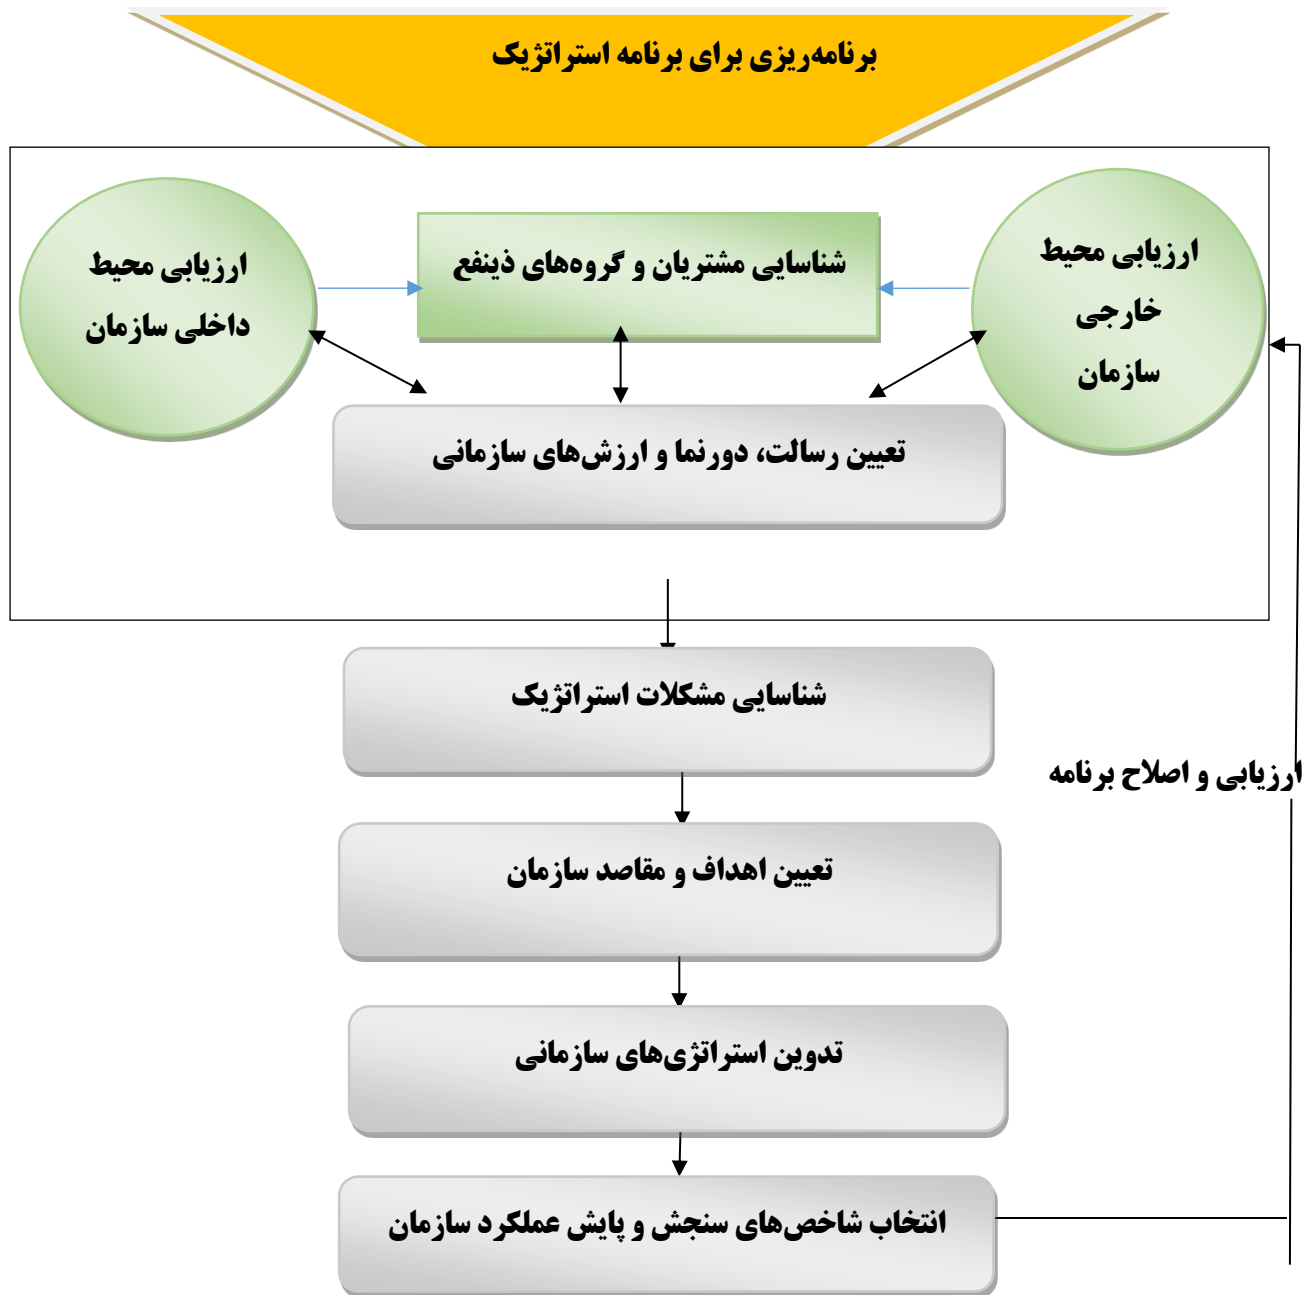 برنامه‌ریزی برای برنامه استراتژیک
ارزیابی محیط
خارجی
سازمان
شناسایی مشتریان و گروه‌های ذینفع
ارزیابی محیط
داخلی سازمان
تعیین رسالت، دورنما و ارزش‌های سازمانی
شناسایی مشکلات استراتژیک
ارزیابی و اصلاح برنامه
تعیین اهداف و مقاصد سازمان
تدوین استراتژی‌های سازمانی
انتخاب شاخص‌های سنجش و پایش عملکرد سازمان